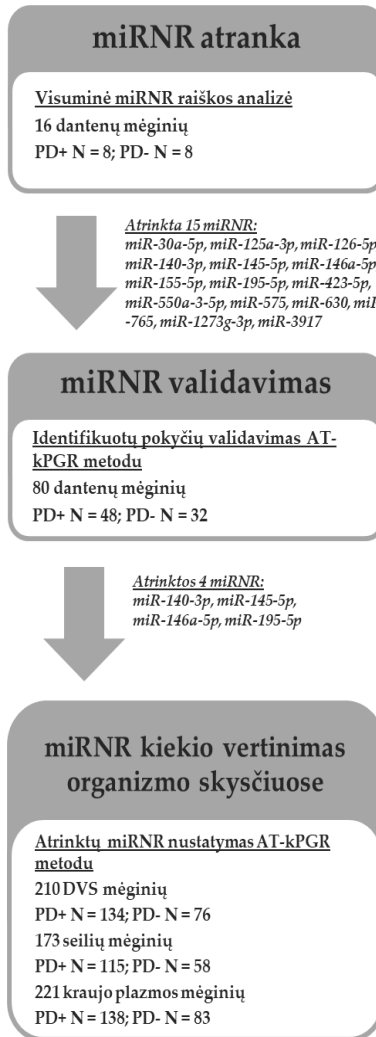 miRNR atranka
Visuminė miRNR raiškos analizė
16 dantenų mėginių
PD+ N = 8; PD- N = 8
Atrinkta 15 miRNR:
miR-30a-5p, miR-125a-3p, miR-126-5p
miR-140-3p, miR-145-5p, miR-146a-5p
miR-155-5p, miR-195-5p, miR-423-5p,
miR-550a-3-5p, miR-575, miR-630, miR
-765, miR-1273g-3p, miR-3917
miRNR validavimas
Identifikuotų pokyčių validavimas AT-
kPGR metodu
80 dantenų mėginių
PD+ N = 48; PD- N = 32
Atrinktos 4 miRNR:
miR-140-3p, miR-145-5p,
miR-146a-5p, miR-195-5p
miRNR kiekio vertinimas
organizmo skysčiuose
Atrinktų miRNR nustatymas AT-kPGR
metodu
210 DVS mėginių
PD+ N = 134; PD- N = 76
173 seilių mėginių
PD+ N = 115; PD- N = 58
221 kraujo plazmos mėginių
PD+ N = 138; PD- N = 83